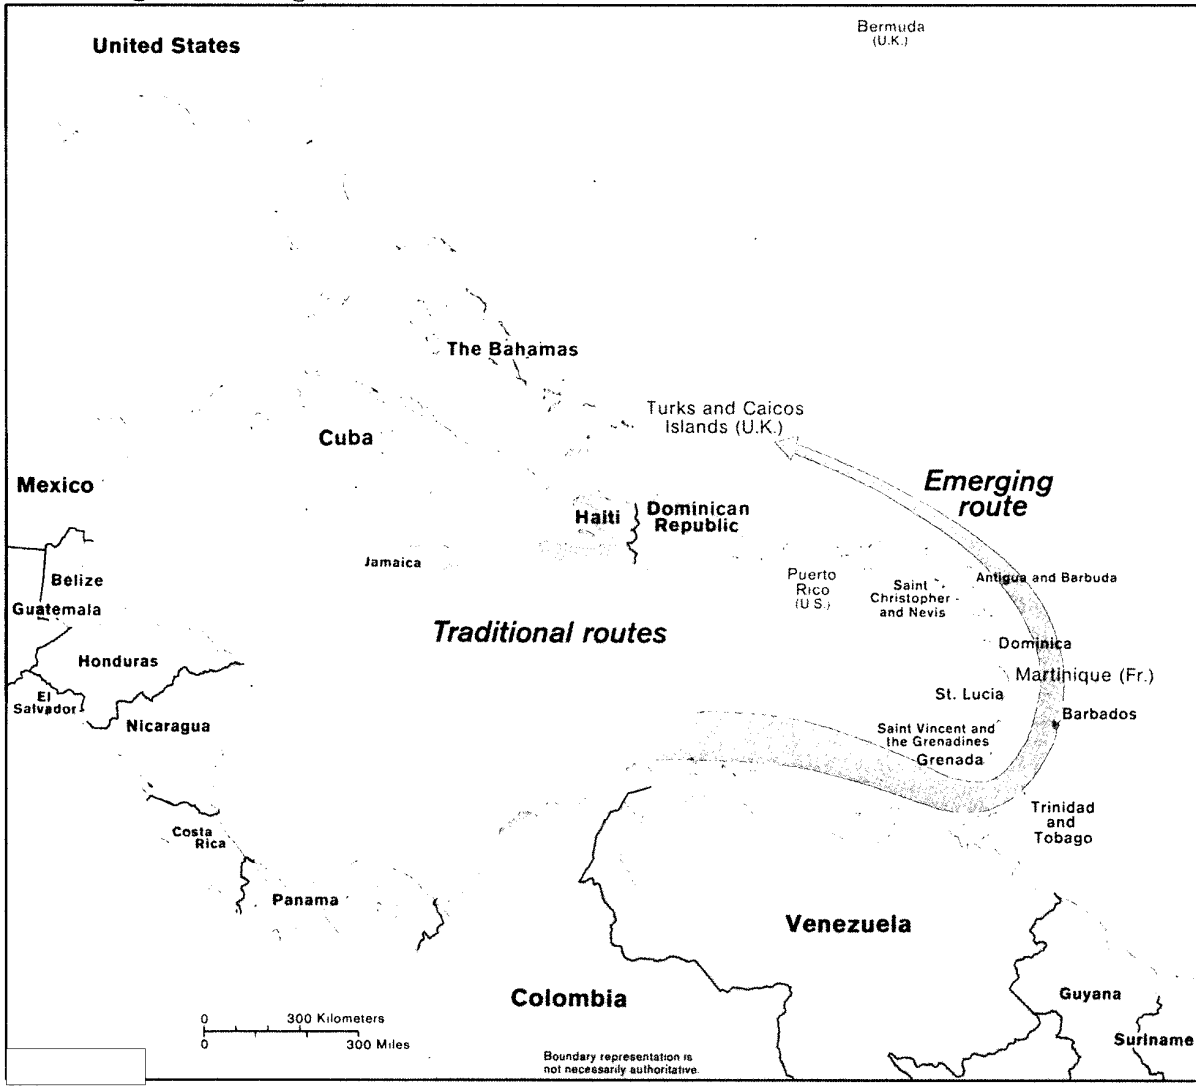 United States
Bermuda
(U.K.)
The Bahamas
Turks and Caicos
Islands (U.K.)
Cuba
Emerging
route
Mexico
Haiti
Dominican
Republic
Jamaica
Belize
Puerto
Rico
(U.S.)
Saint
Christopher
and Nevis
Antigua and Barbuda
Guatemala
Traditional routes
Dominica
Honduras
Martinique (Fr.)
St. Lucia
El
Salvador
Barbados
Nicaragua
Saint Vincent and
the Grenadines
Grenada
Trinidad
and
Tobago
Costa
Rica
Panama
Venezuela
Colombia
Guyana
Suriname
0 300 Kilometers
0 300 Miles
Boundary representation is
not necessarily authoritative.